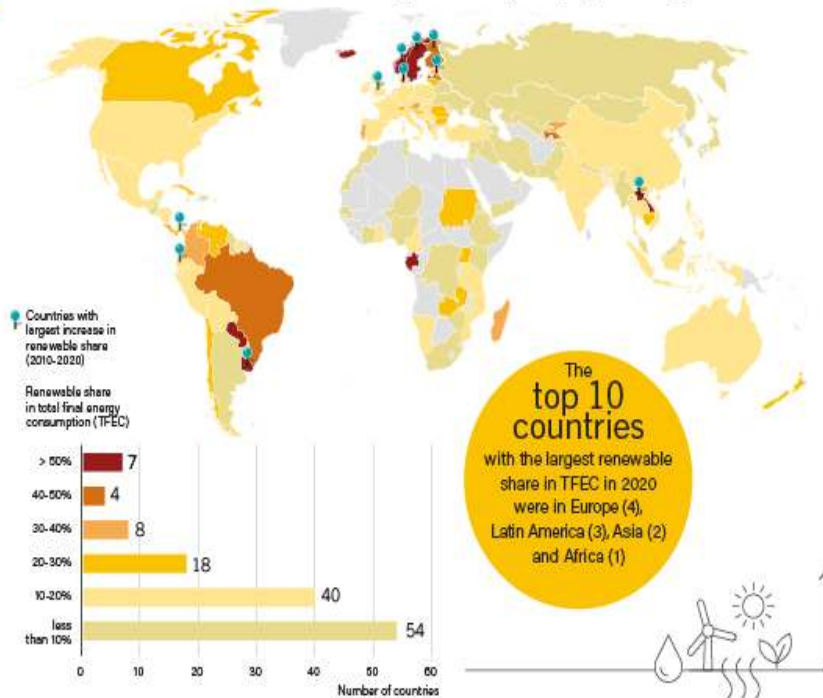 Countries with
largest increase in
renewable share
(2010-2020)
Renewable share
in total final energy
consumption (TFEC)
> 50%
7
40-50%
4
30-40%
8
20-30%
18
10-20%
40
less
than 10%
54
0
10
20
30
40
50
60
Number of countries
The
top 10
countries
with the largest renewable
share in TFEC in 2020
were in Europe (4),
Latin America (3), Asia (2)
and Africa (1)